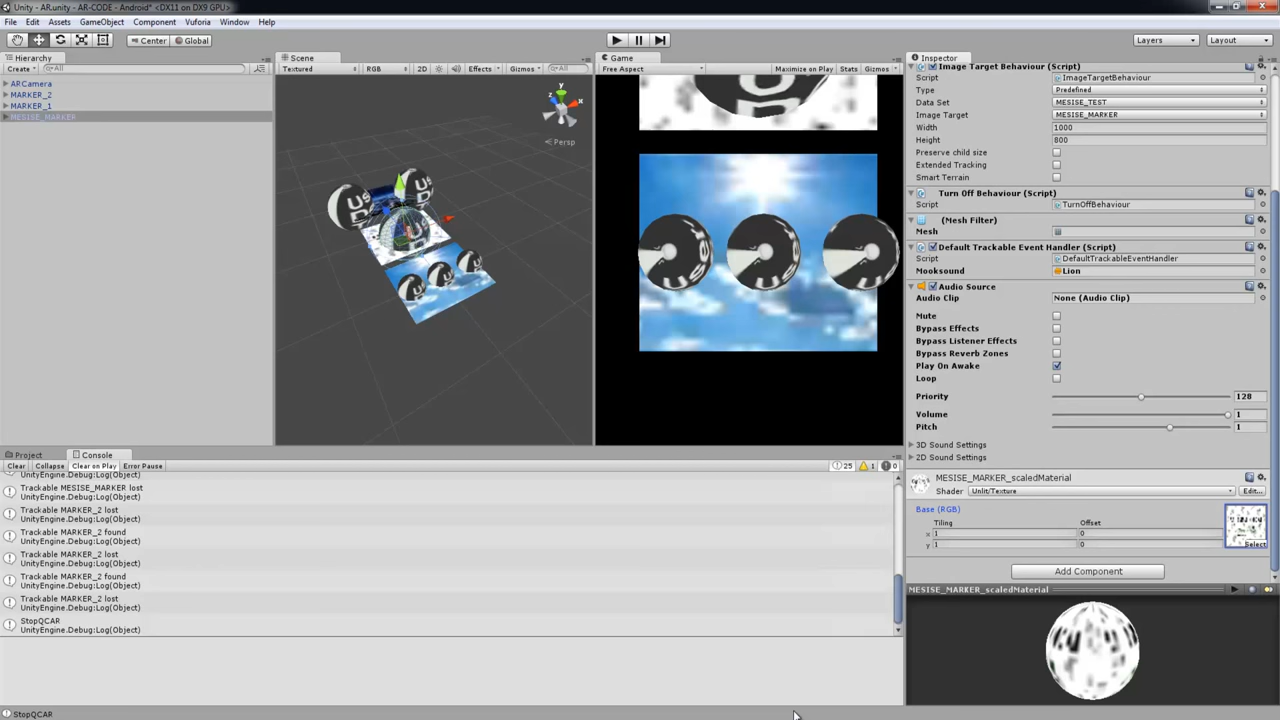 Unity - AR.unity - AR-CODE - Android* <DX11 on DX9 GPU>
File Edit Assets GameObject Component Vuforia Window Help
Center Global Layers Layout
Hierarchy
Create All
ARCamera
MARKER_2
MARKER_1
MESISE_MARKER
Scene
Textured RGB 2D Effects Gizmos All
Persp
Game
Free Aspect Maximize on Play Stats Gizmos
Inspector
Image Target Behaviour (Script)
Script ImageTargetBehaviour
Type Predefined
Data Set MESISE_TEST
Image Target MESISE_MARKER
Width 1000
Height 800
Preserve child size
Extended Tracking
Smart Terrain
Turn Off Behaviour (Script)
Script TurnOffBehaviour
(Mesh Filter)
Mesh
Default Trackable Event Handler (Script)
Script DefaultTrackableEventHandler
Mooksound Lion
Audio Source
Audio Clip None (Audio Clip)
Mute
Bypass Effects
Bypass Listener Effects
Bypass Reverb Zones
Play On Awake
Loop
Priority 128
Volume 1
Pitch 1
3D Sound Settings
2D Sound Settings
MESISE_MARKER_scaledMaterial
Shader Unlit/Texture Edit...
Base (RGB)
Tiling Offset
x 1 0
y 1 0
Select
Add Component
MESISE_MARKER_scaledMaterial
Project Console
Clear Collapse Clear on Play Error Pause 25 1 0
UnityEngine.Debug:Log(Object)
Trackable MESISE_MARKER lost
UnityEngine.Debug:Log(Object)
Trackable MARKER_2 lost
UnityEngine.Debug:Log(Object)
Trackable MARKER_2 found
UnityEngine.Debug:Log(Object)
Trackable MARKER_2 lost
UnityEngine.Debug:Log(Object)
Trackable MARKER_2 found
UnityEngine.Debug:Log(Object)
Trackable MARKER_2 lost
UnityEngine.Debug:Log(Object)
StopQCAR
UnityEngine.Debug:Log(Object)
StopQCAR